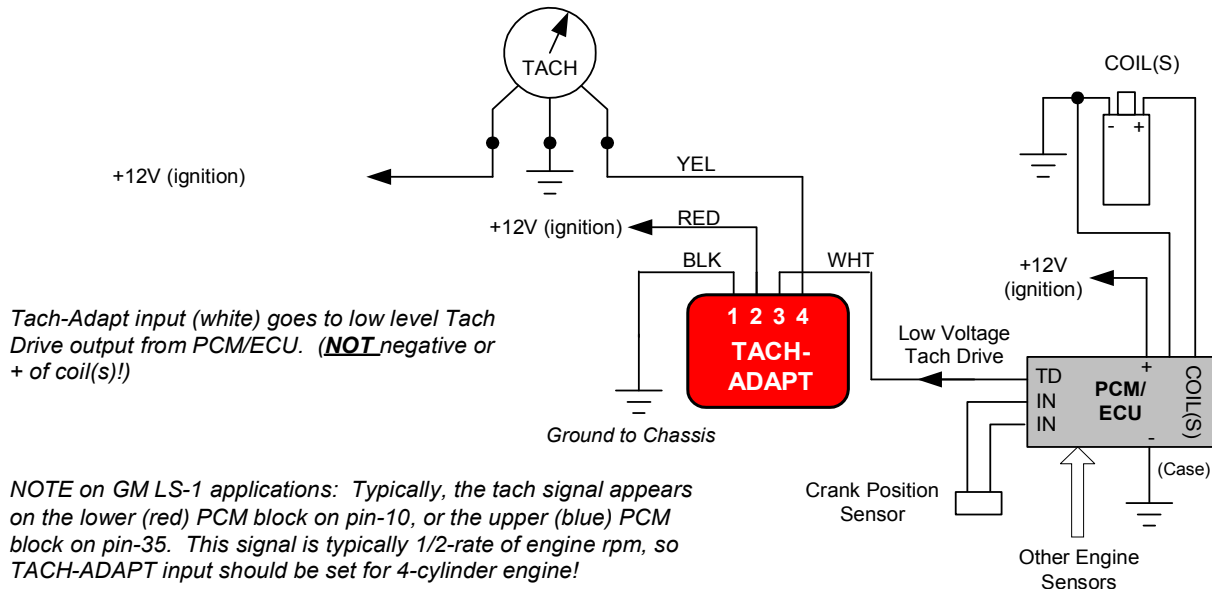 TACH
COIL(S)
- +
+12V (ignition)
YEL
+12V (ignition)
RED
BLK
WHT
+12V
(ignition)
1 2 3 4
TACH-
ADAPT
Tach-Adapt input (white) goes to low level Tach
Drive output from PCM/ECU. (NOT negative or
+ of coil(s)!)
Low Voltage
Tach Drive
TD
IN
IN
+
PCM/
ECU
-
COIL(S)
(Case)
Ground to Chassis
NOTE on GM LS-1 applications: Typically, the tach signal appears
on the lower (red) PCM block on pin-10, or the upper (blue) PCM
block on pin-35. This signal is typically 1/2-rate of engine rpm, so
TACH-ADAPT input should be set for 4-cylinder engine!
Crank Position
Sensor
Other Engine
Sensors